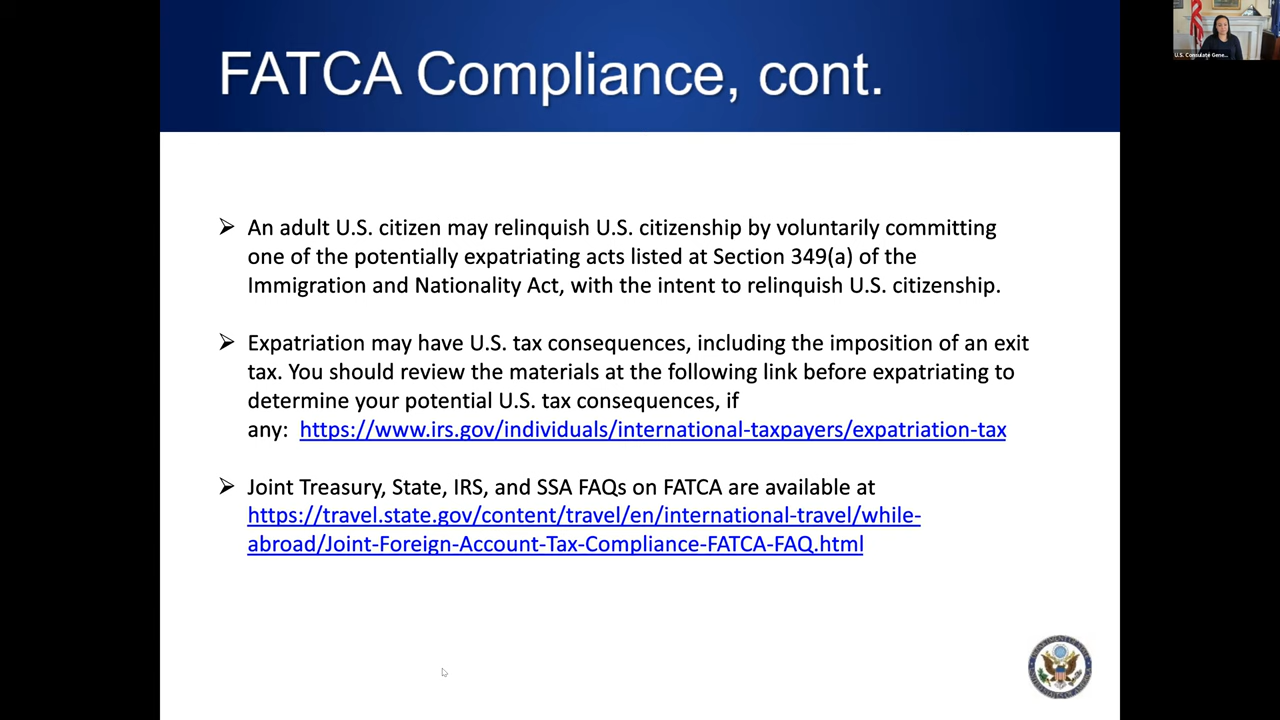 FATCA Compliance, cont.
U.S. Consulate Gene...
➢ An adult U.S. citizen may relinquish U.S. citizenship by voluntarily committing
one of the potentially expatriating acts listed at Section 349(a) of the
Immigration and Nationality Act, with the intent to relinquish U.S. citizenship.
➢ Expatriation may have U.S. tax consequences, including the imposition of an exit
tax. You should review the materials at the following link before expatriating to
determine your potential U.S. tax consequences, if
any: https://www.irs.gov/individuals/international-taxpayers/expatriation-tax
➢ Joint Treasury, State, IRS, and SSA FAQs on FATCA are available at
https://travel.state.gov/content/travel/en/international-travel/while-
abroad/Joint-Foreign-Account-Tax-Compliance-FATCA-FAQ.html